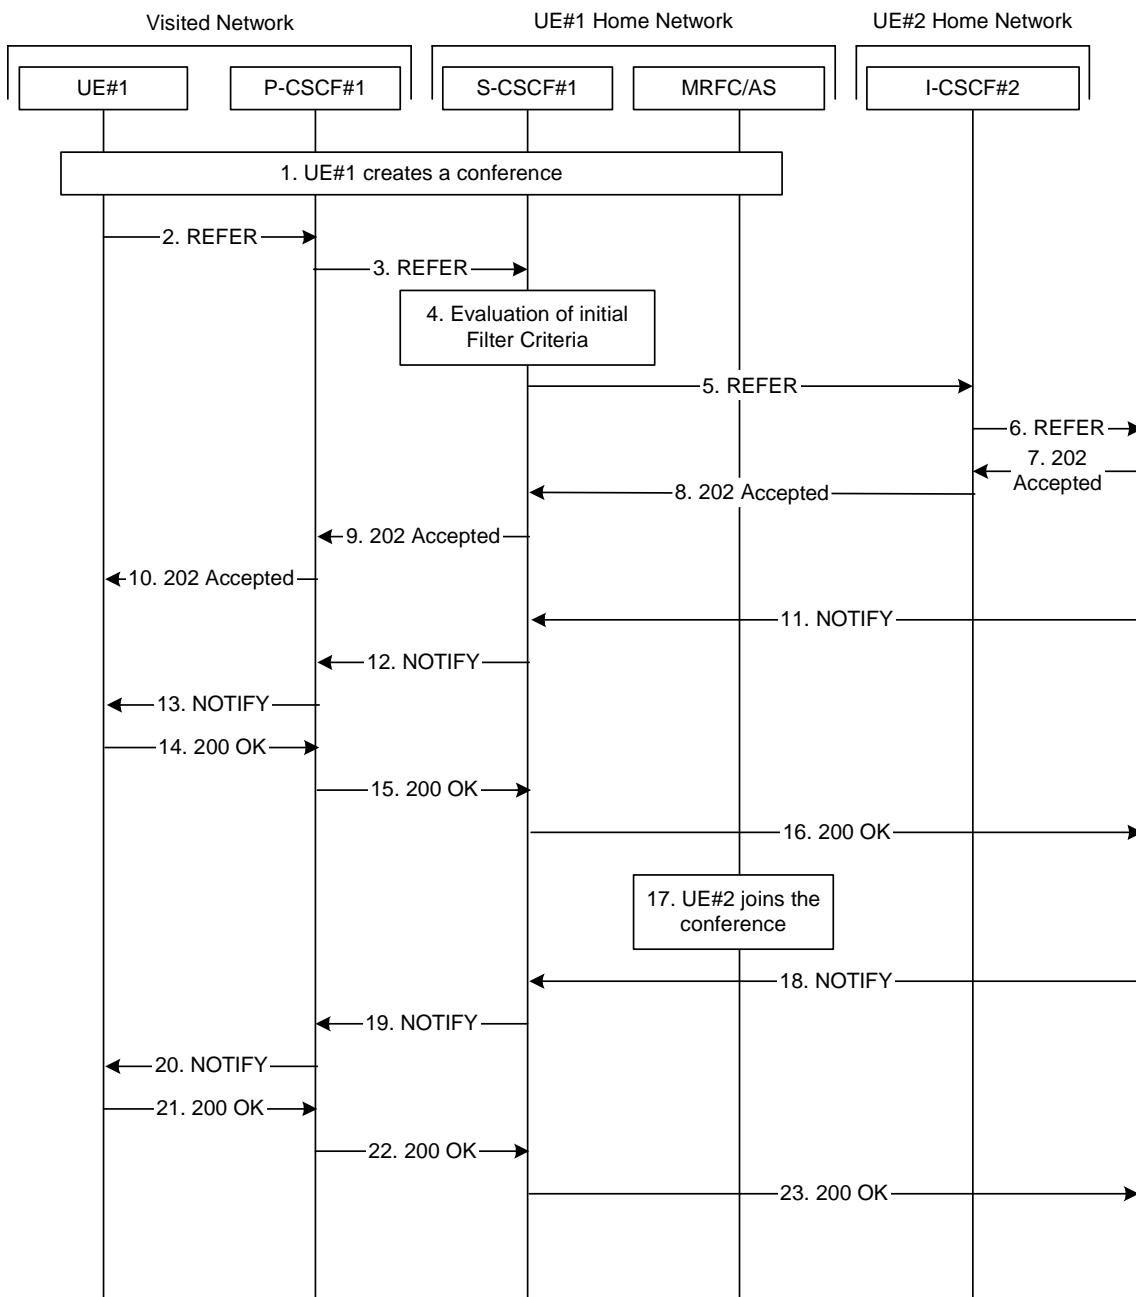 Visited Network
UE#1 Home Network
UE#2 Home Network
UE#1
P-CSCF#1
S-CSCF#1
MRFC/AS
I-CSCF#2
1. UE#1 creates a conference
2. REFER
3. REFER
4. Evaluation of initial
Filter Criteria
5. REFER
6. REFER
7. 202
Accepted
8. 202 Accepted
9. 202 Accepted
10. 202 Accepted
11. NOTIFY
12. NOTIFY
13. NOTIFY
14. 200 OK
15. 200 OK
16. 200 OK
17. UE#2 joins the
conference
18. NOTIFY
19. NOTIFY
20. NOTIFY
21. 200 OK
22. 200 OK
23. 200 OK